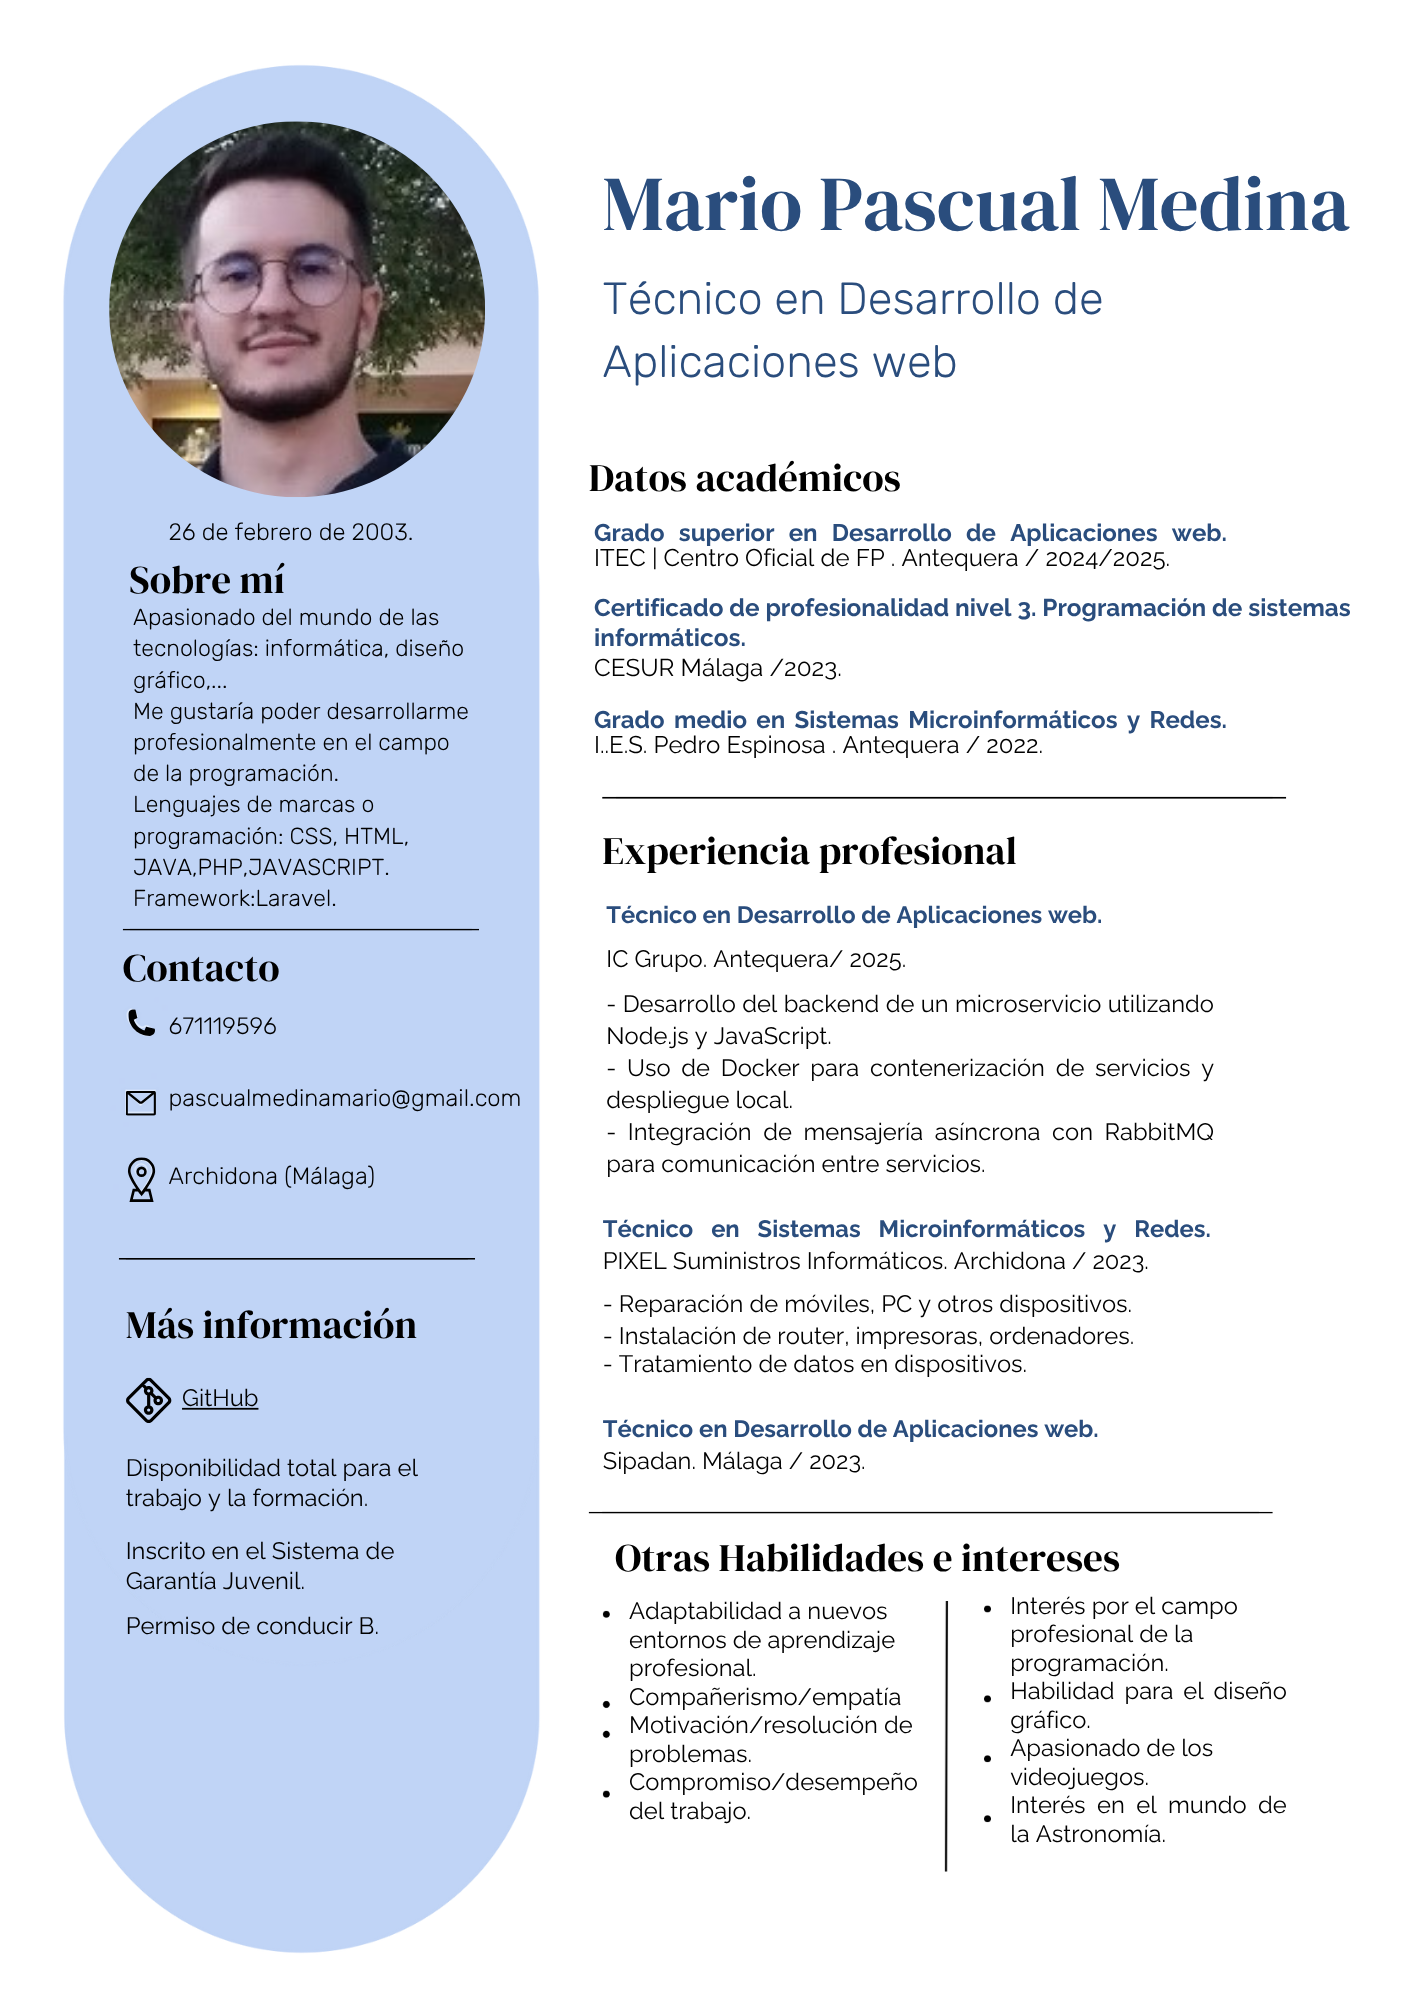 Mario Pascual Medina
Técnico en Desarrollo de
Aplicaciones web
26 de febrero de 2003.
Sobre mí
Apasionado del mundo de las
tecnologías: informática, diseño
gráfico,...
Me gustaría poder desarrollarme
profesionalmente en el campo
de la programación.
Lenguajes de marcas o
programación: CSS, HTML,
JAVA,PHP,JAVASCRIPT.
Framework:Laravel.
Contacto
671119596
pascualmedinamario@gmail.com
Archidona (Málaga)
Más información
GitHub
Disponibilidad total para el
trabajo y la formación.
Inscrito en el Sistema de
Garantía Juvenil.
Permiso de conducir B.
Datos académicos
Grado superior en Desarrollo de Aplicaciones web.
ITEC | Centro Oficial de FP . Antequera / 2024/2025.
Certificado de profesionalidad nivel 3. Programación de sistemas
informáticos.
CESUR Málaga /2023.
Grado medio en Sistemas Microinformáticos y Redes.
I..E.S. Pedro Espinosa . Antequera / 2022.
Experiencia profesional
Técnico en Desarrollo de Aplicaciones web.
IC Grupo. Antequera/ 2025.
- Desarrollo del backend de un microservicio utilizando
Node.js y JavaScript.
- Uso de Docker para contenerización de servicios y
despliegue local.
- Integración de mensajería asíncrona con RabbitMQ
para comunicación entre servicios.
Técnico en Sistemas Microinformáticos y Redes.
PIXEL Suministros Informáticos. Archidona / 2023.
- Reparación de móviles, PC y otros dispositivos.
- Instalación de router, impresoras, ordenadores.
- Tratamiento de datos en dispositivos.
Técnico en Desarrollo de Aplicaciones web.
Sipadan. Málaga / 2023.
Otras Habilidades e intereses
• Adaptabilidad a nuevos
entornos de aprendizaje
profesional.
• Compañerismo/empatía
• Motivación/resolución de
problemas.
• Compromiso/desempeño
del trabajo.
• Interés por el campo
profesional de la
programación.
• Habilidad para el diseño
gráfico.
• Apasionado de los
videojuegos.
• Interés en el mundo de
la Astronomía.